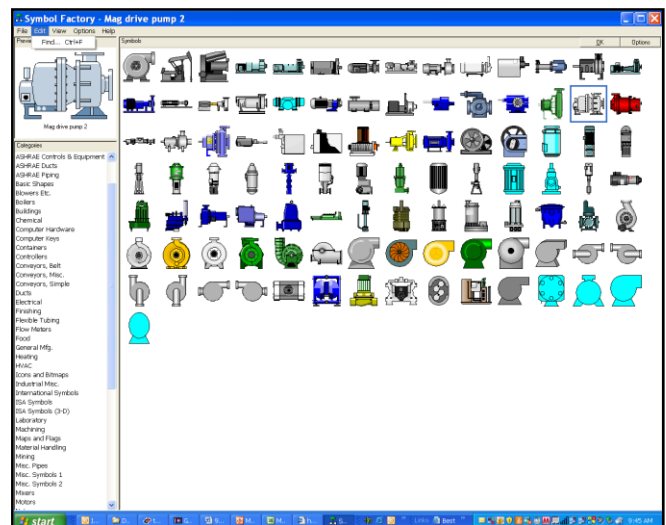 Symbol Factory - Mag drive pump 2
File Edit View Options Help
Find... Ctrl+F
Symbols
OK
Options
Mag drive pump 2
Categories
ASHRAE Controls & Equipment
ASHRAE Ducts
ASHRAE Piping
Basic Shapes
Blowers Etc.
Boilers
Buildings
Chemical
Computer Hardware
Computer Keys
Containers
Controllers
Conveyors, Belt
Conveyors, Misc.
Conveyors, Simple
Ducts
Electrical
Finishing
Flexible Tubing
Flow Meters
Food
General Mfg.
Heating
HVAC
Icons and Bitmaps
Industrial Misc.
International Symbols
ISA Symbols
ISA Symbols (3-D)
Laboratory
Machining
Maps and Flags
Material Handling
Mining
Misc. Pipes
Misc. Symbols 1
Misc. Symbols 2
Mixers
Motors
start
Links
Best
9:45 AM